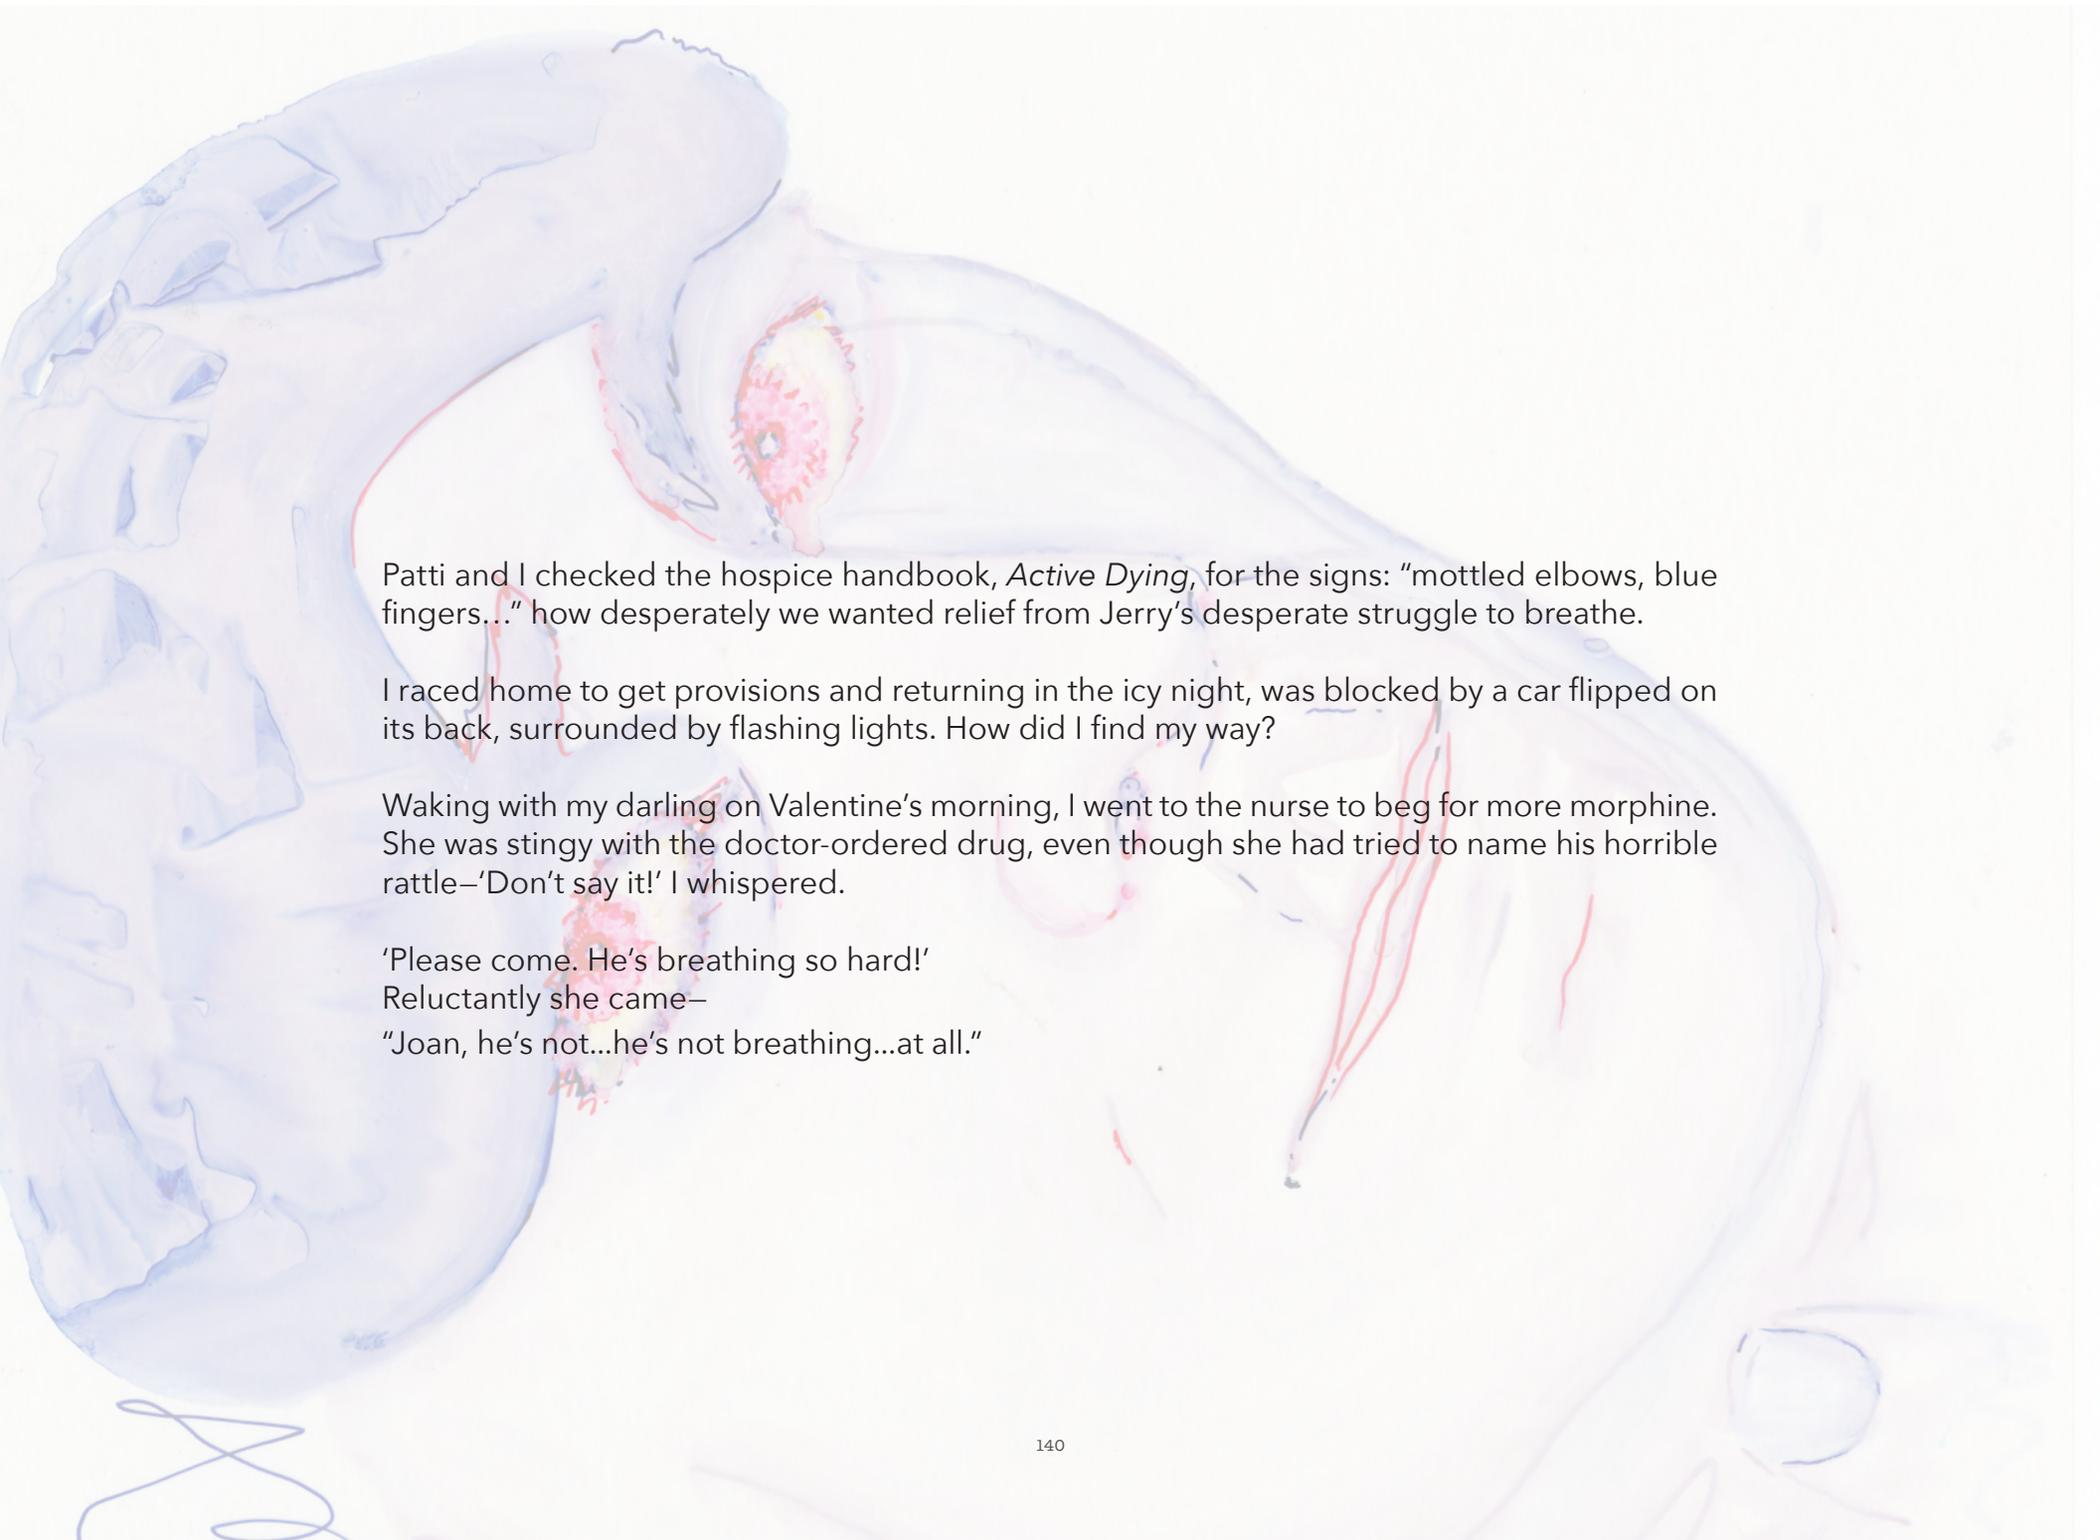 Patti and I checked the hospice handbook, Active Dying, for the signs: “mottled elbows, blue
fingers…” how desperately we wanted relief from Jerry’s desperate struggle to breathe.
I raced home to get provisions and returning in the icy night, was blocked by a car flipped on
its back, surrounded by flashing lights. How did I find my way?
Waking with my darling on Valentine’s morning, I went to the nurse to beg for more morphine.
She was stingy with the doctor-ordered drug, even though she had tried to name his horrible
rattle—‘Don’t say it!’ I whispered.
‘Please come. He’s breathing so hard!’
Reluctantly she came—
“Joan, he’s not...he’s not breathing...at all.”
140